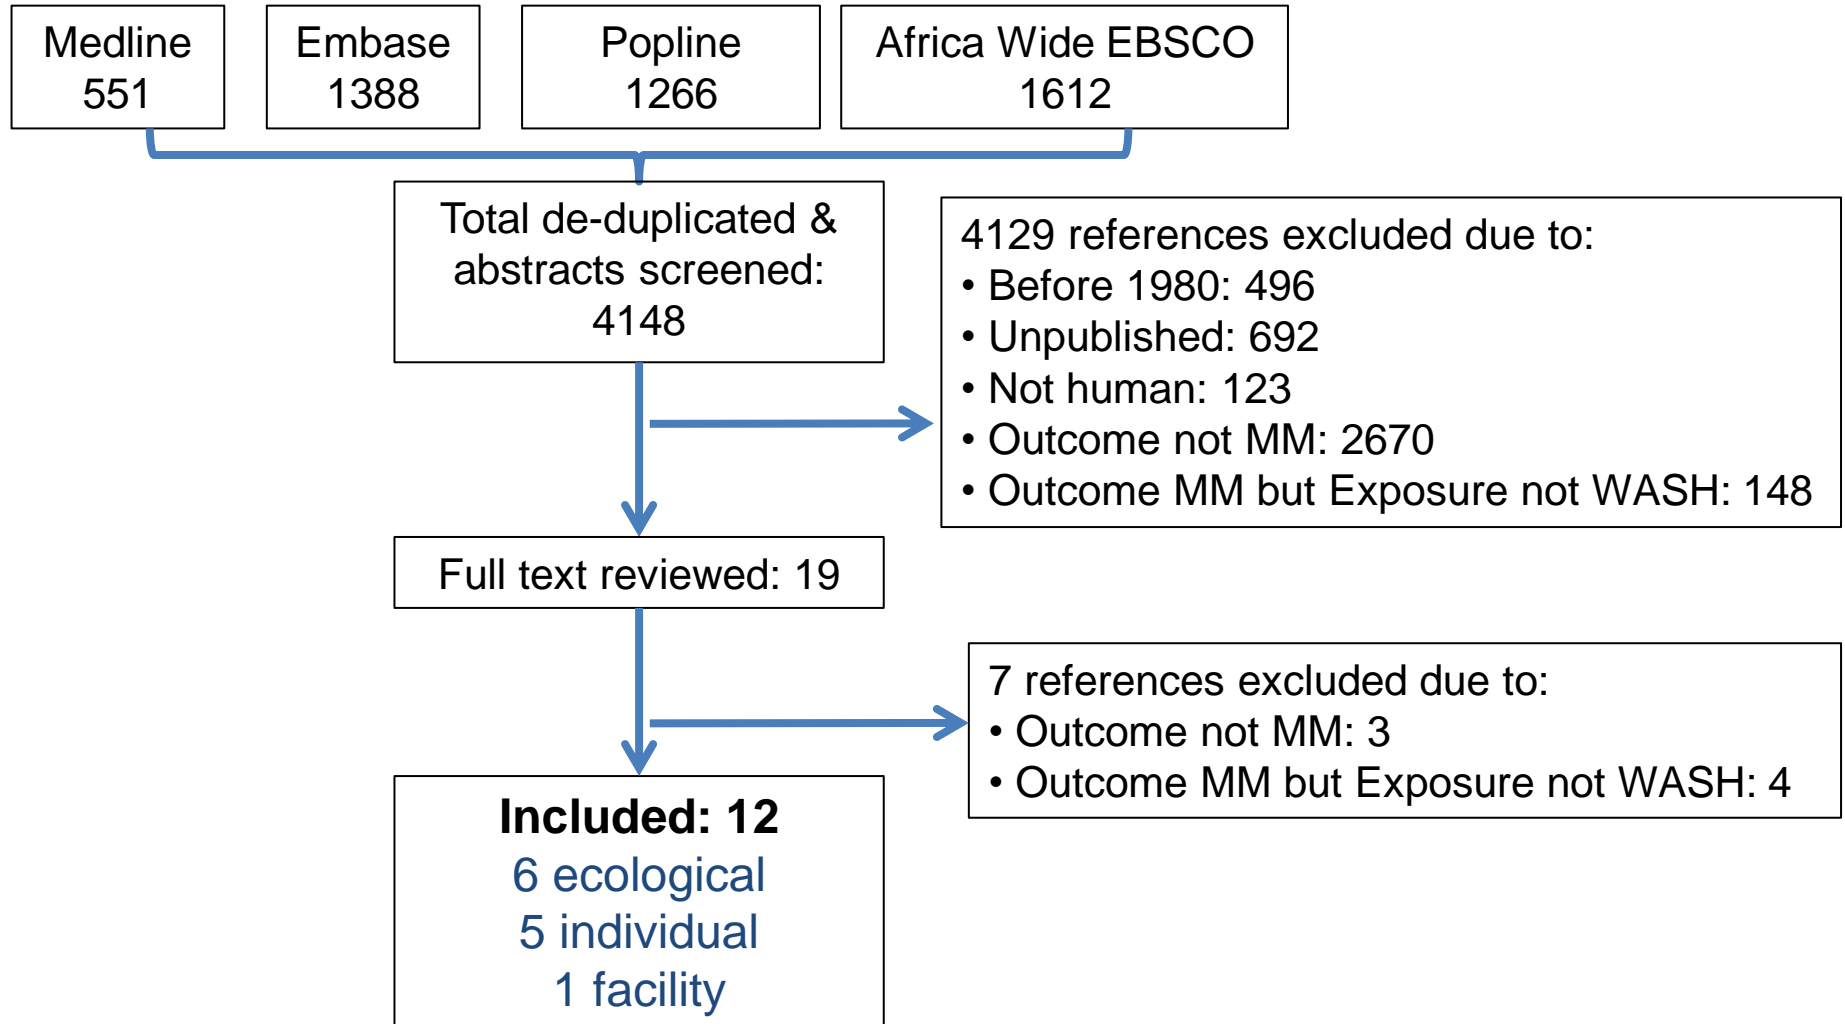 Medline
551
Embase
1388
Popline
1266
Africa Wide EBSCO
1612
Total de-duplicated &
abstracts screened:
4148
4129 references excluded due to:
• Before 1980: 496
• Unpublished: 692
• Not human: 123
• Outcome not MM: 2670
• Outcome MM but Exposure not WASH: 148
Full text reviewed: 19
7 references excluded due to:
• Outcome not MM: 3
• Outcome MM but Exposure not WASH: 4
Included: 12
6 ecological
5 individual
1 facility